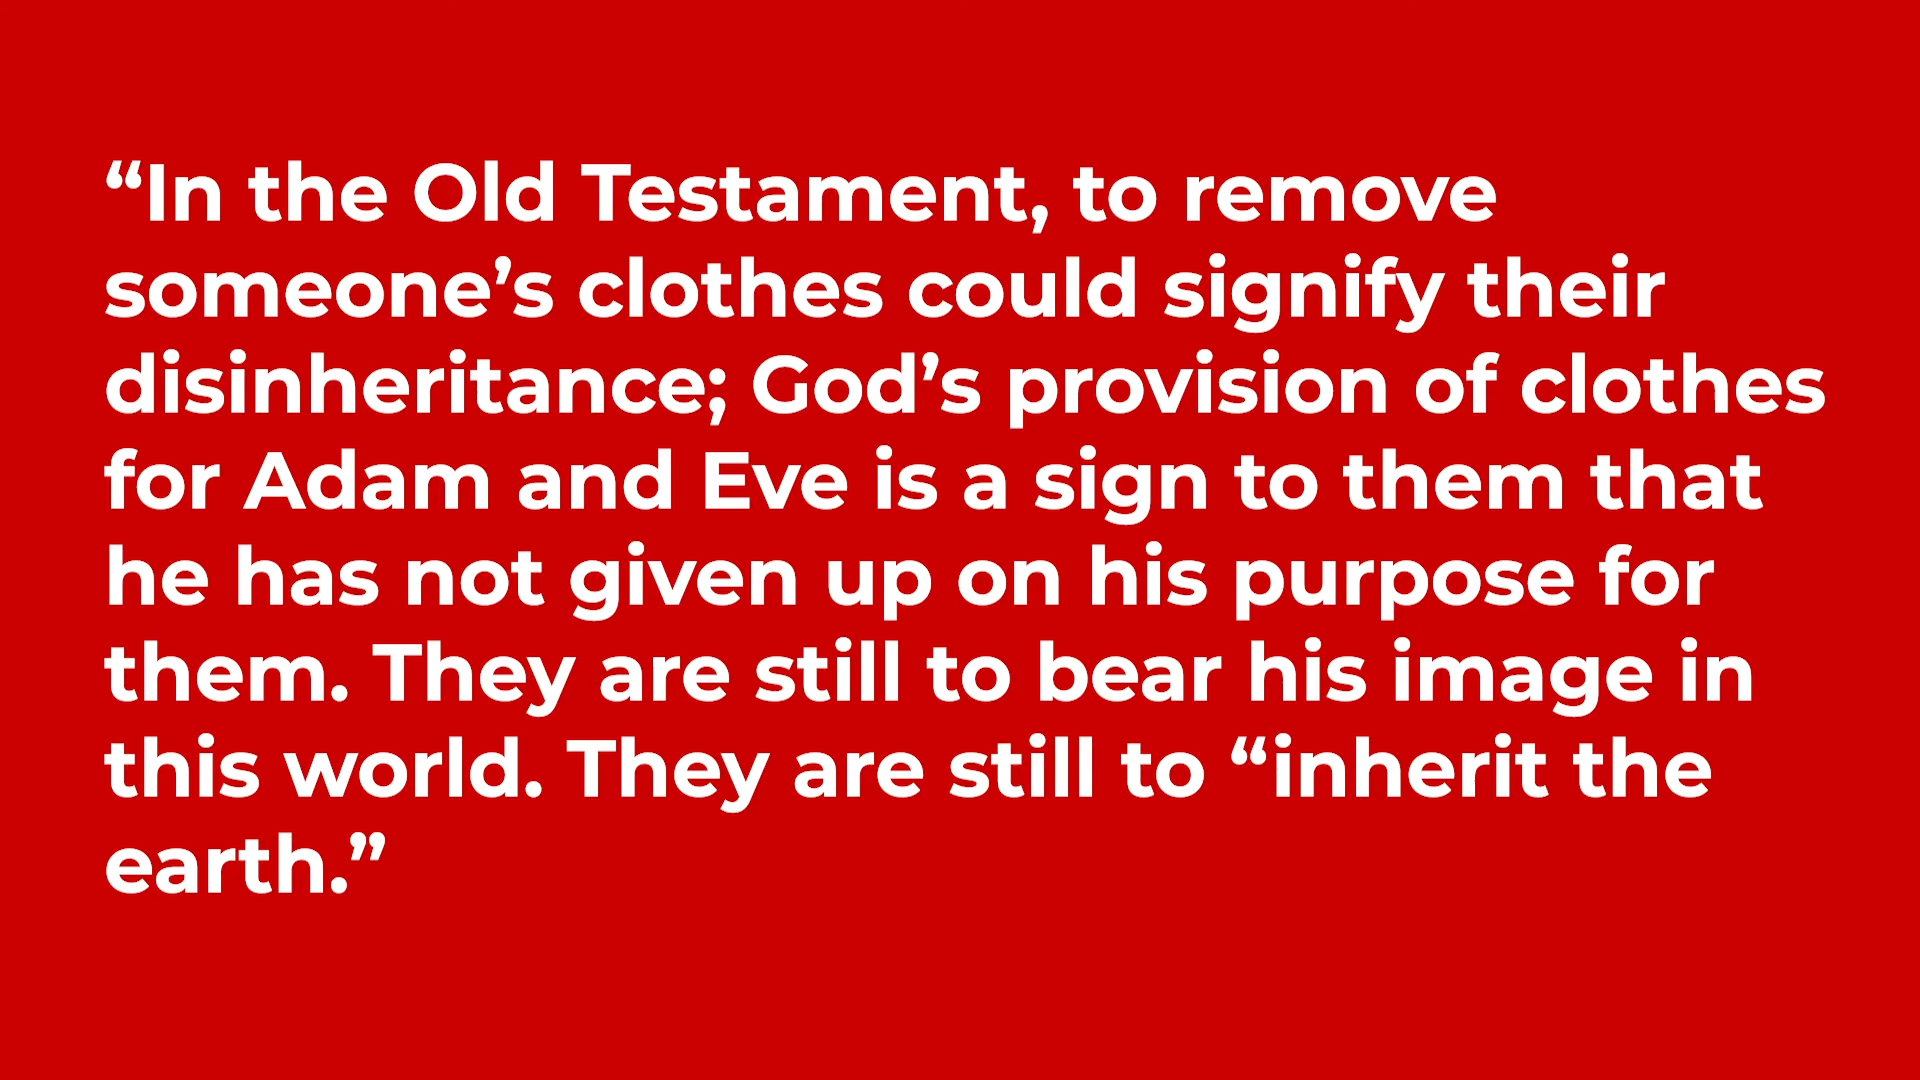 “In the Old Testament, to remove
someone’s clothes could signify their
disinheritance; God’s provision of clothes
for Adam and Eve is a sign to them that
he has not given up on his purpose for
them. They are still to bear his image in
this world. They are still to “inherit the
earth.”